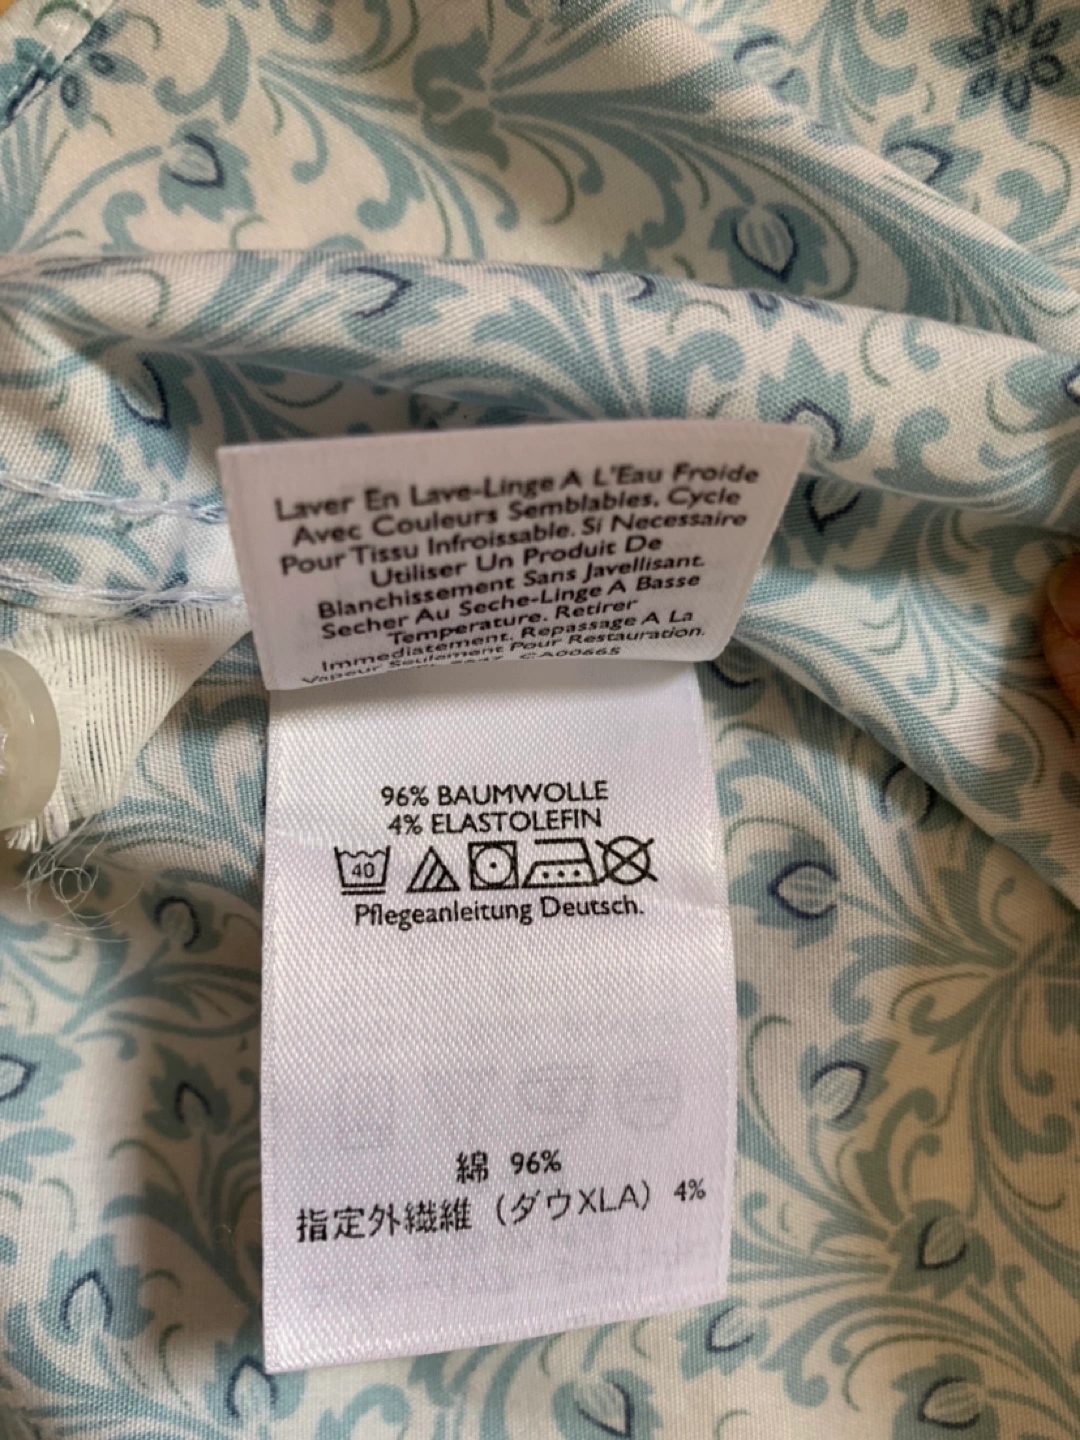 Laver En Lave-Linge A L'Eau Froide
Avec Couleurs Semblables. Cycle
Pour Tissu Infroissable. Si Necessaire
Utiliser Un Produit De
Blanchissement Sans Javellisant.
Secher Au Seche-Linge A Basse
Temperature. Retirer
Immediatement. Repassage A La
Vapeur Seulement Pour Restauration.
CA00665
96% BAUMWOLLE
4% ELASTOLEFIN
40
Pflegeanleitung Deutsch.
綿 96%
指定外繊維（ダウXLA） 4%